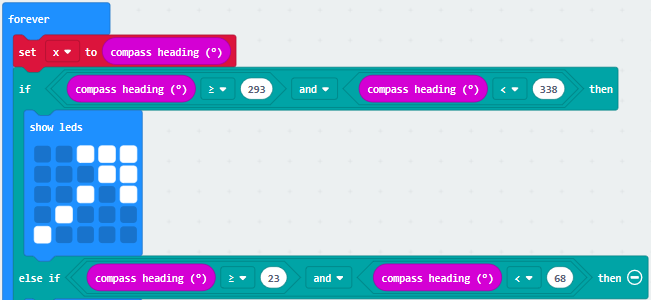 forever
set x to compass heading (°)
if compass heading (°) ≥ 293 and compass heading (°) < 338 then
show leds
else if compass heading (°) ≥ 23 and compass heading (°) < 68 then